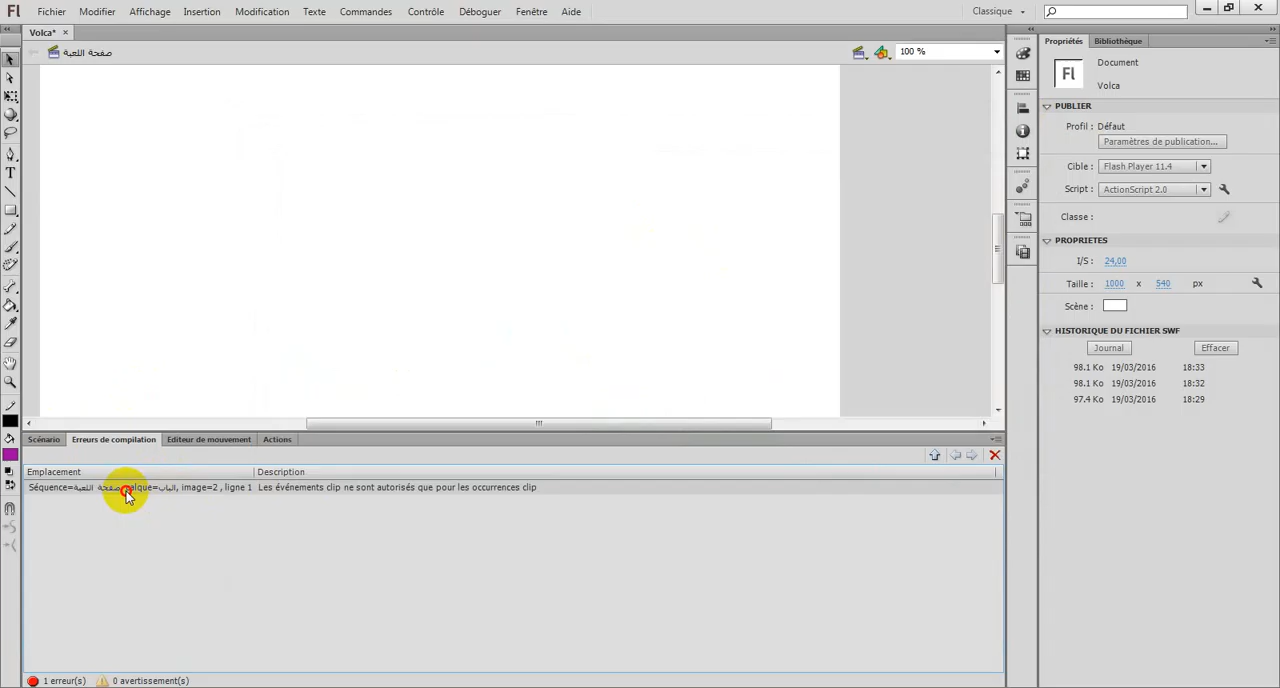 Fl Fichier Modifier Affichage Insertion Modification Texte Commandes Contrôle Déboguer Fenêtre Aide Classique
Volca*
صفحة اللعبة 100 %
Propriétés Bibliothèque
Fl Document
Volca
PUBLIER
Profil : Défaut
Paramètres de publication...
Cible : Flash Player 11.4
Script : ActionScript 2.0
Classe :
PROPRIETES
I/S : 24,00
Taille : 1000 x 540 px
Scène :
HISTORIQUE DU FICHIER SWF
Journal Effacer
98.1 Ko 19/03/2016 18:33
98.1 Ko 19/03/2016 18:32
97.4 Ko 19/03/2016 18:29
Scénario Erreurs de compilation Editeur de mouvement Actions
Emplacement Description
Séquence=صفحة اللعبة alque=الباب, image=2 , ligne 1 Les événements clip ne sont autorisés que pour les occurrences clip
1 erreur(s) 0 avertissement(s)